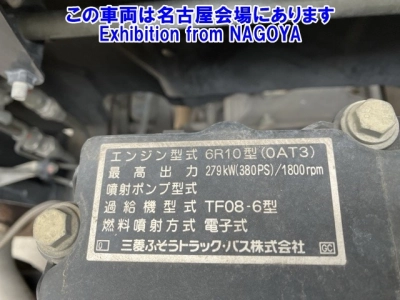 この車両は名古屋会場にあります
Exhibition from NAGOYA
エンジン型式 6R10型(0AT3)
最高出力 279kW(380PS)/1800rpm
噴射ポンプ型式
過給機型式 TF08-6型
燃料噴射方式 電子式
D 三菱ふそうトラック・バス株式会社 GC